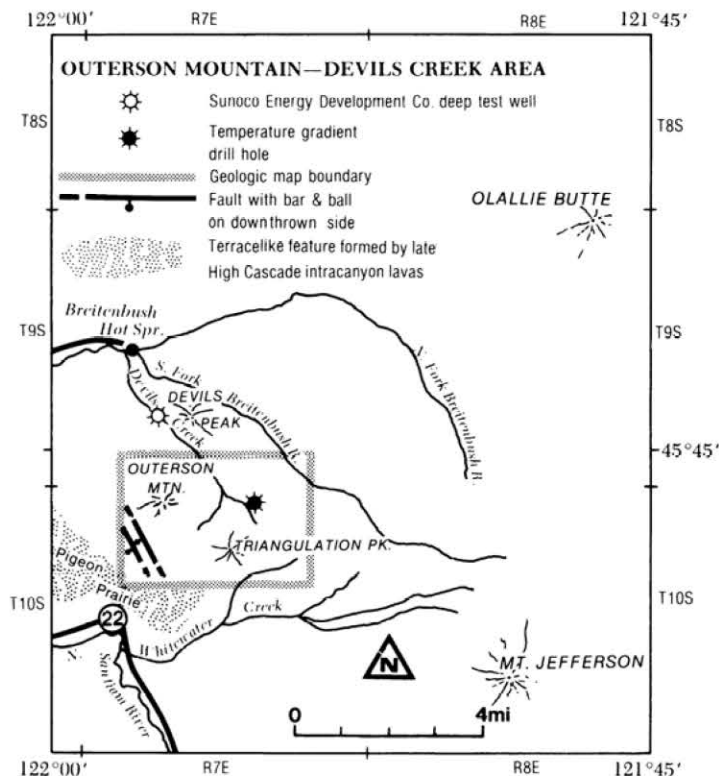 122°00'
R7E
R8E
121°45'
OUTERSON MOUNTAIN—DEVILS CREEK AREA
Sunoco Energy Development Co. deep test well
T8S
T8S
Temperature gradient
drill hole
Geologic map boundary
Fault with bar & ball
on downthrown side
OLALLIE BUTTE
Terracelike feature formed by late
High Cascade intracanyon lavas
Breitenbush
Hot Spr.
T9S
T9S
S. Fork
Breitenbush R.
N. Fork Breitenbush R.
Devils
Creek
DEVILS
PEAK
45°45'
OUTERSON
MTN.
TRIANGULATION PK.
Pigeon
Prairie
T10S
T10S
22
Whitewater
Creek
N.
Santiam River
N
MT. JEFFERSON
0
4mi
122°00'
R7E
R8E
121°45'